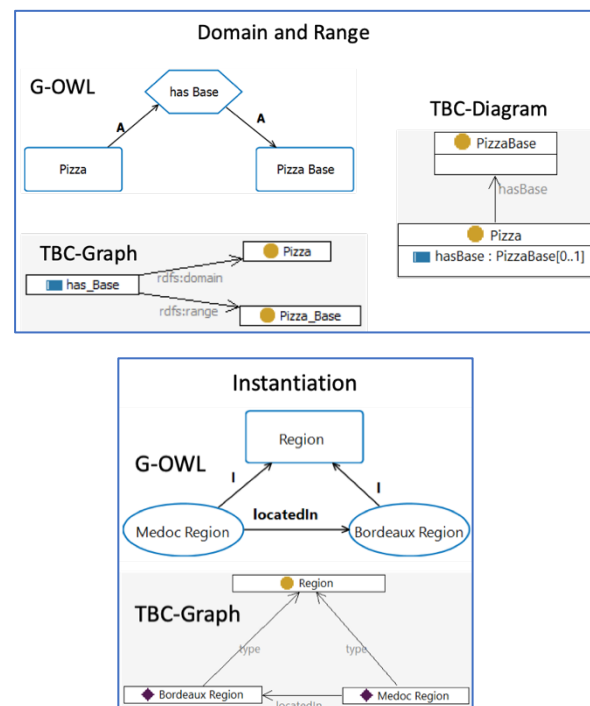 Domain and Range
G-OWL
has Base
A
A
Pizza
Pizza Base
TBC-Diagram
PizzaBase
hasBase
Pizza
hasBase : PizzaBase[0..1]
TBC-Graph
has_Base
rdfs:domain
Pizza
rdfs:range
Pizza_Base
Instantiation
G-OWL
Region
I
I
locatedIn
Medoc Region
Bordeaux Region
TBC-Graph
Region
type
type
Bordeaux Region
locatedIn
Medoc Region